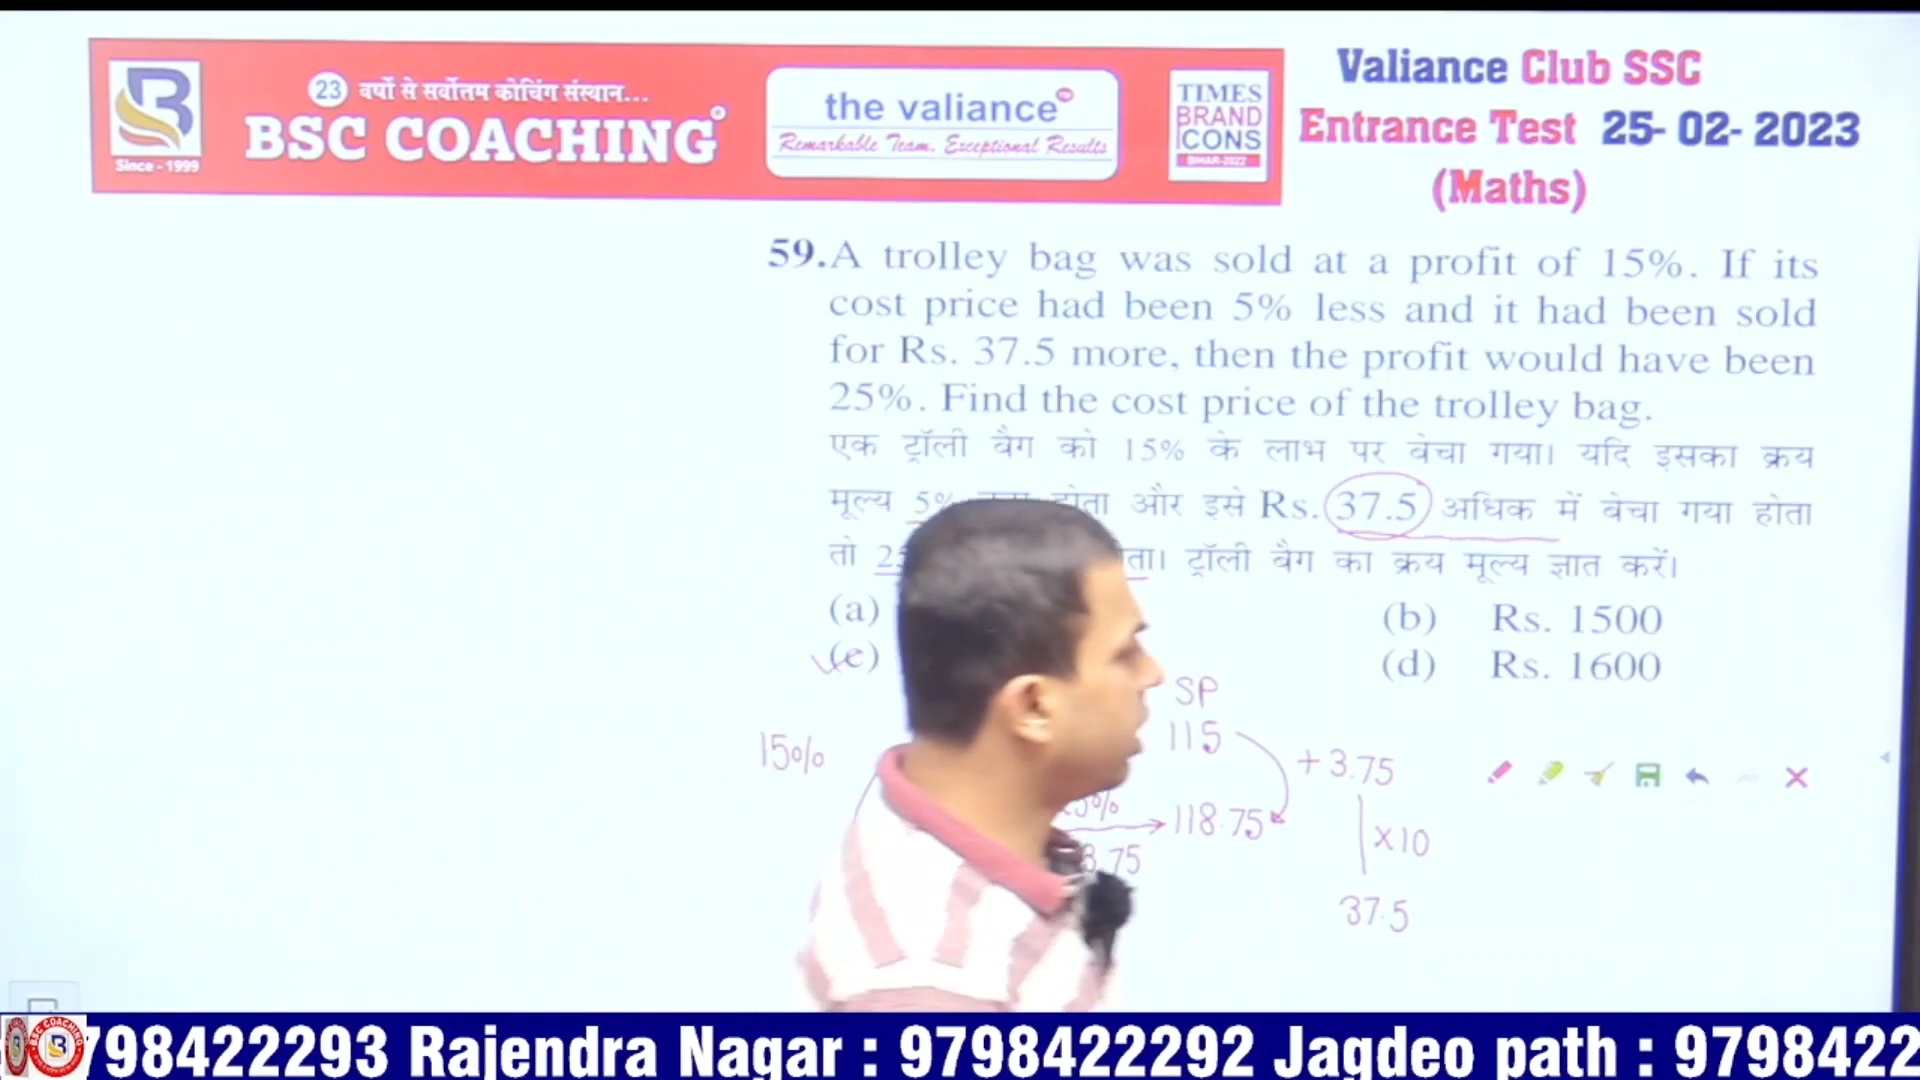 23 वर्षो से सर्वोतम कोचिंग संस्थान...
BSC COACHING
Since - 1999
the valiance
Remarkable Team. Exceptional Results
TIMES
BRAND
ICONS
BIHAR-2022
Valiance Club SSC
Entrance Test 25- 02- 2023
(Maths)
59. A trolley bag was sold at a profit of 15%. If its
cost price had been 5% less and it had been sold
for Rs. 37.5 more, then the profit would have been
25%. Find the cost price of the trolley bag.
एक ट्रॉली बैग को 15% के लाभ पर बेचा गया। यदि इसका क्रय
मूल्य 5% और इसे Rs. 37.5 अधिक में बेचा गया होता
तो ट्रॉली बैग का क्रय मूल्य ज्ञात करें।
(a)
(b) Rs. 1500
(c)
(d) Rs. 1600
SP
15%
115
+3.75
118.75
×10
37.5
798422293 Rajendra Nagar : 9798422292 Jagdeo path : 9798422
BSC COACHING